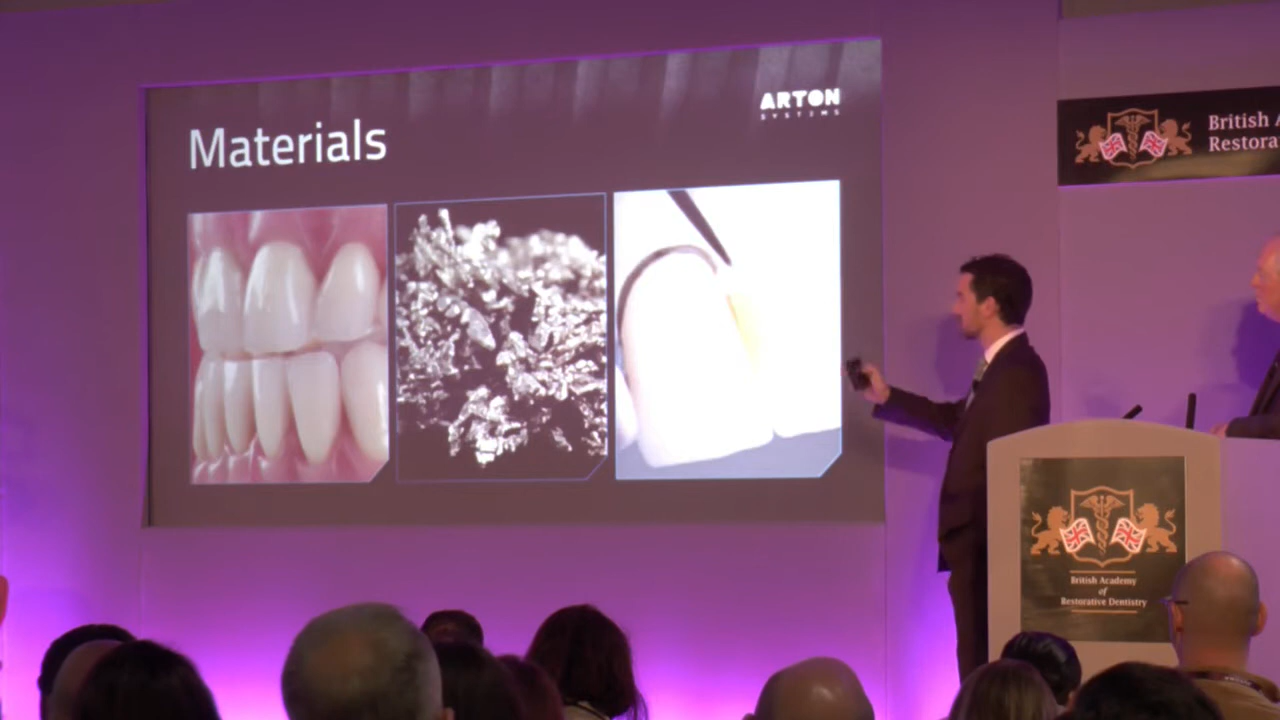 Materials
ARTON
SYSTEMS
British
Restora
British Academy
of
Restorative Dentistry